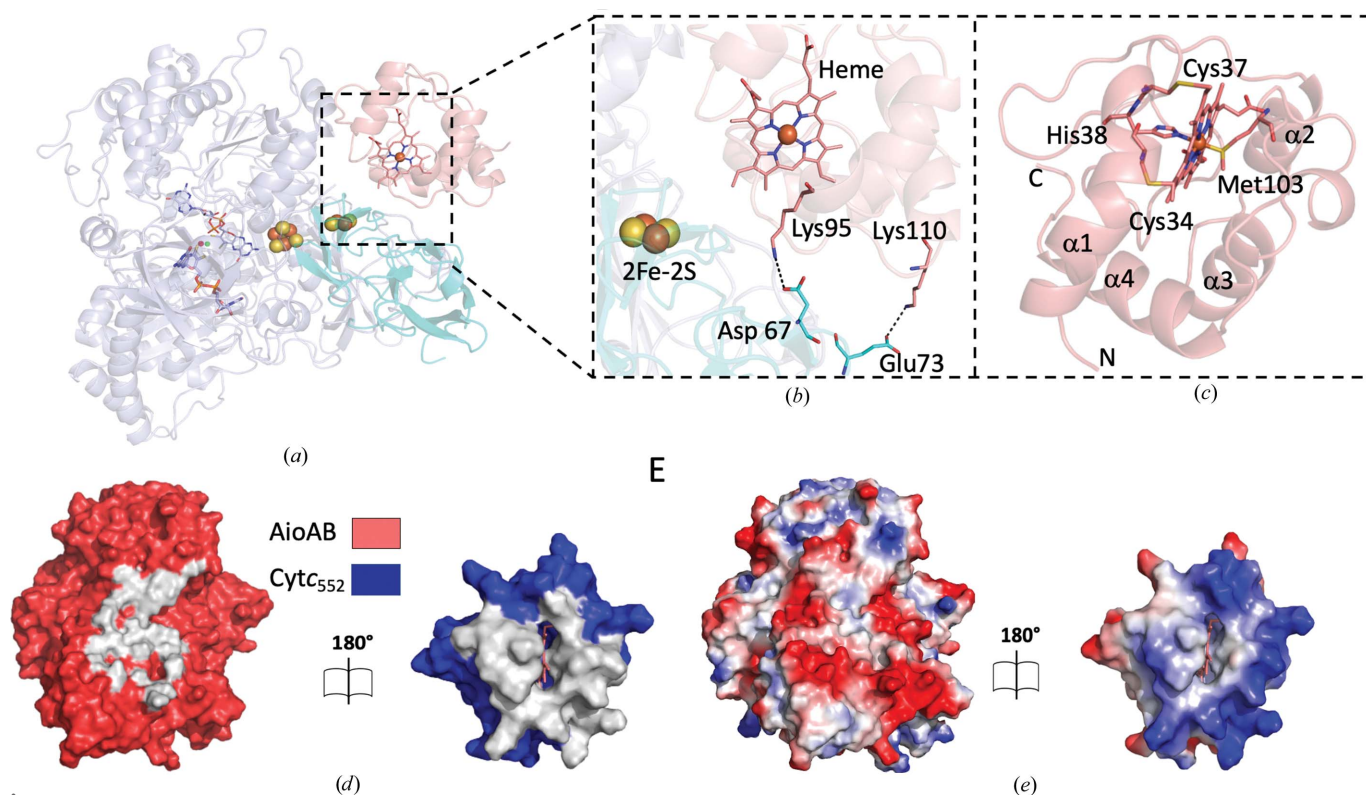 Heme
Lys95
Lys110
2Fe-2S
Asp 67
Glu73
(b)
Cys37
His38
α2
C
Met103
Cys34
α1
α4
α3
N
(c)
(a)
E
AioAB
Cytc₅₅₂
180°
(d)
180°
(e)